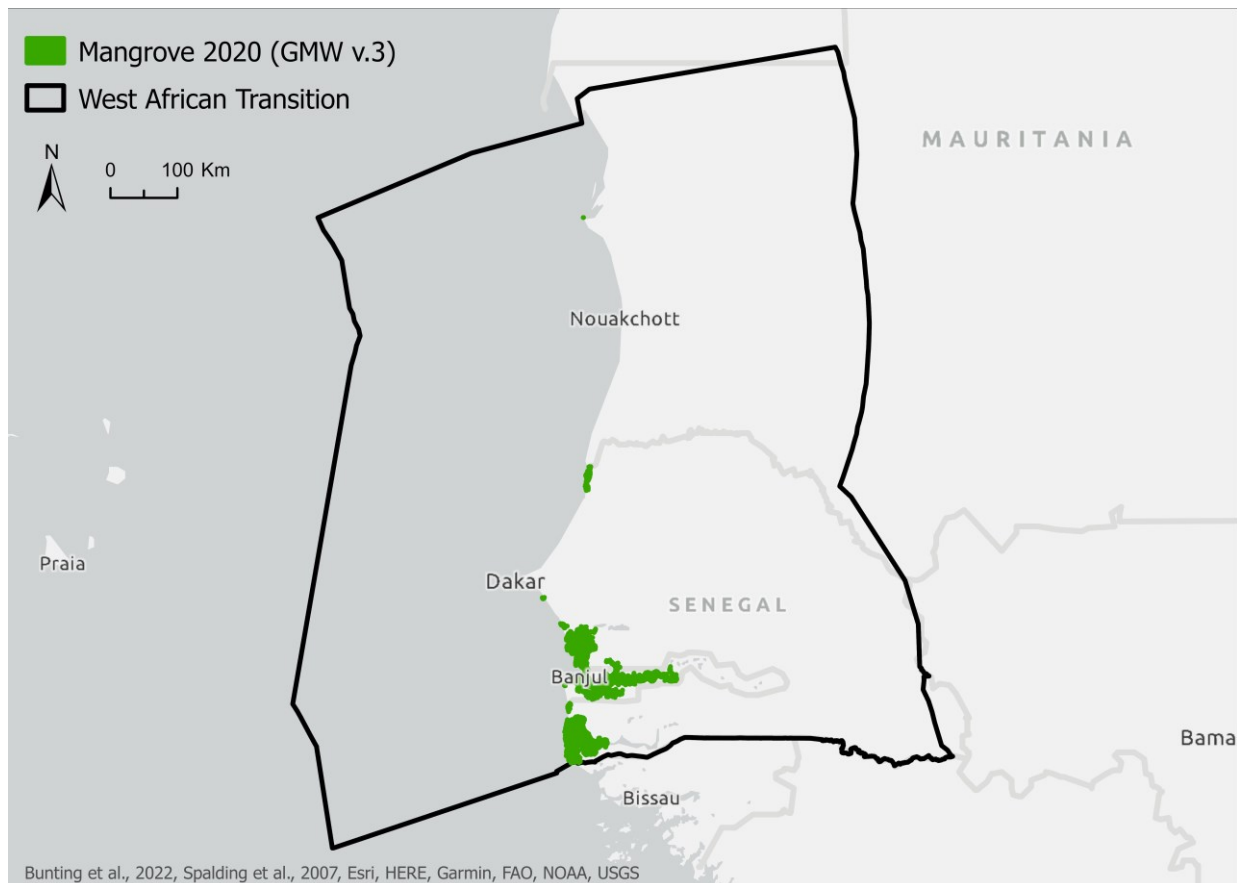 Mangrove 2020 (GMW v.3)
West African Transition
N
0 100 Km
MAURITANIA
Nouakchott
Praia
Dakar
SENEGAL
Banjul
Bama
Bissau
Bunting et al., 2022, Spalding et al., 2007, Esri, HERE, Garmin, FAO, NOAA, USGS